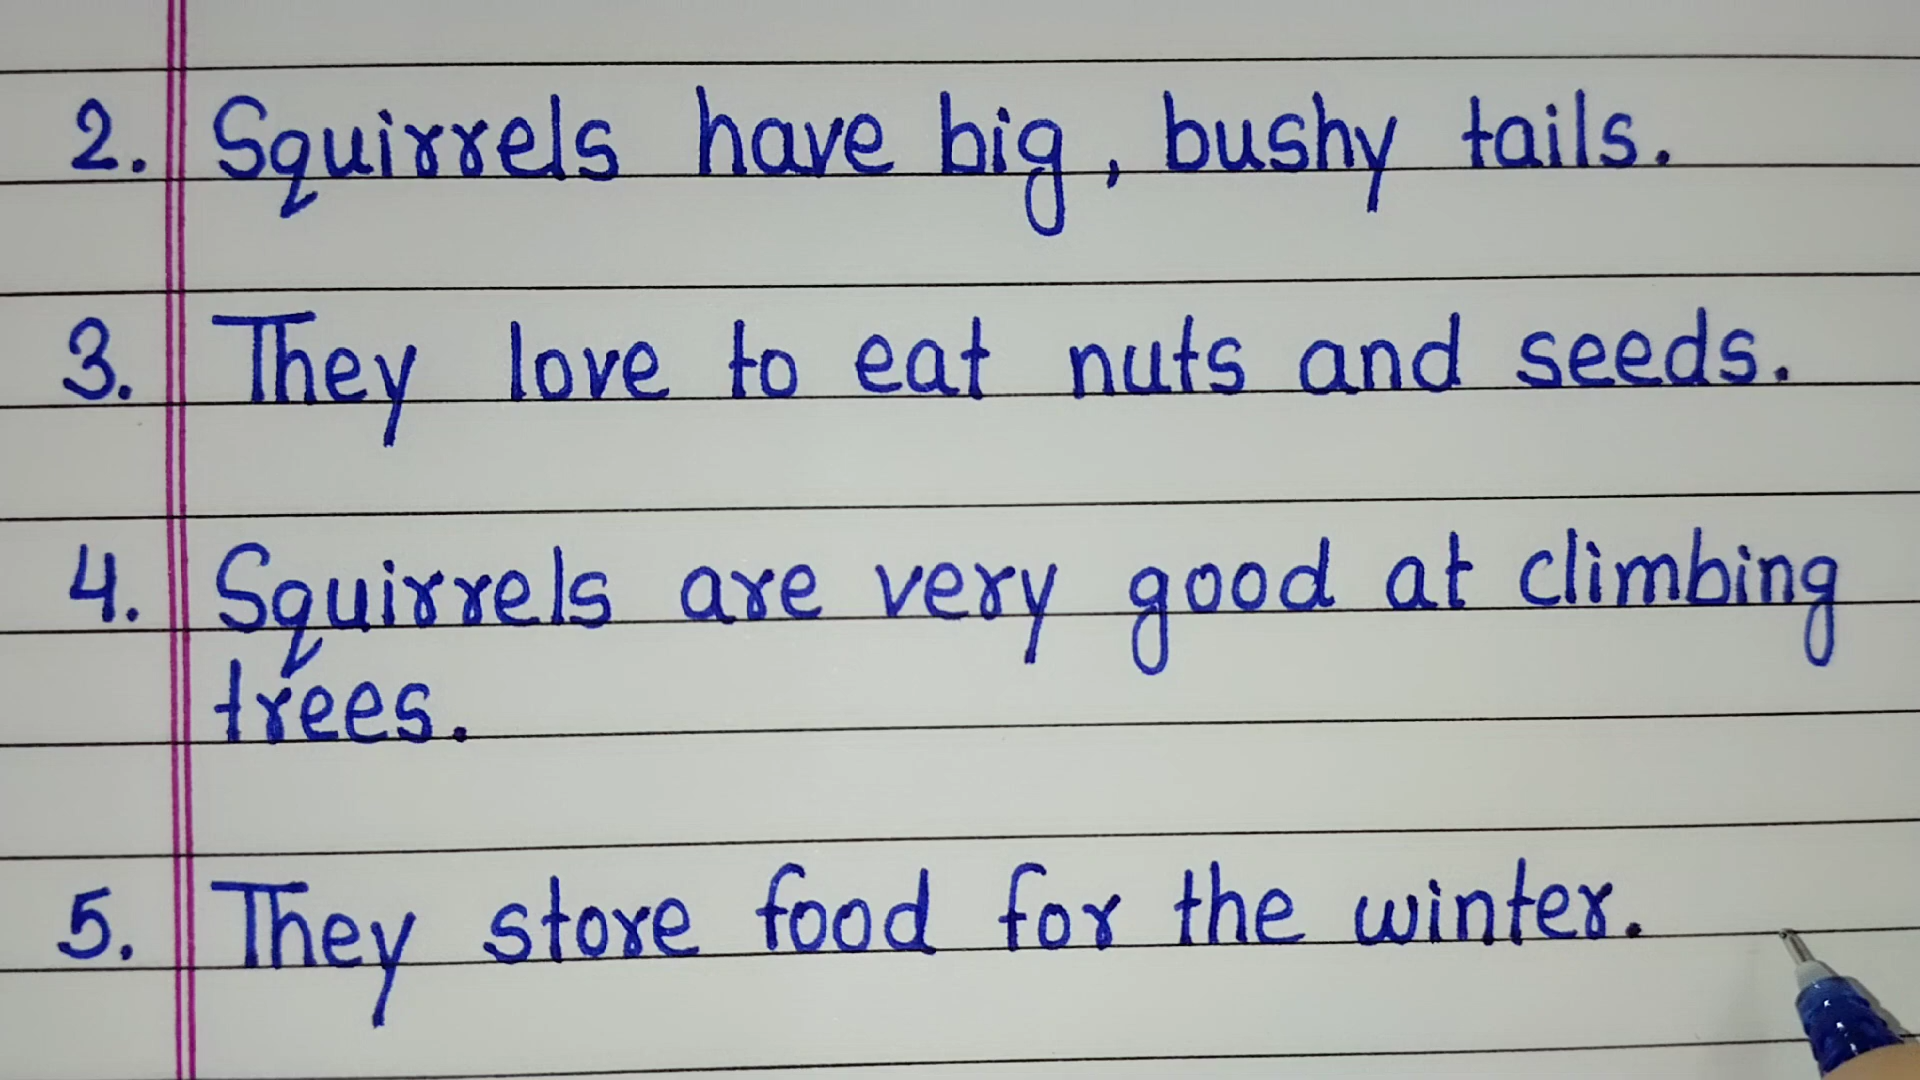 2. Squirrels have big, bushy tails.
3. They love to eat nuts and seeds.
4. Squirrels are very good at climbing
trees.
5. They store food for the winter.